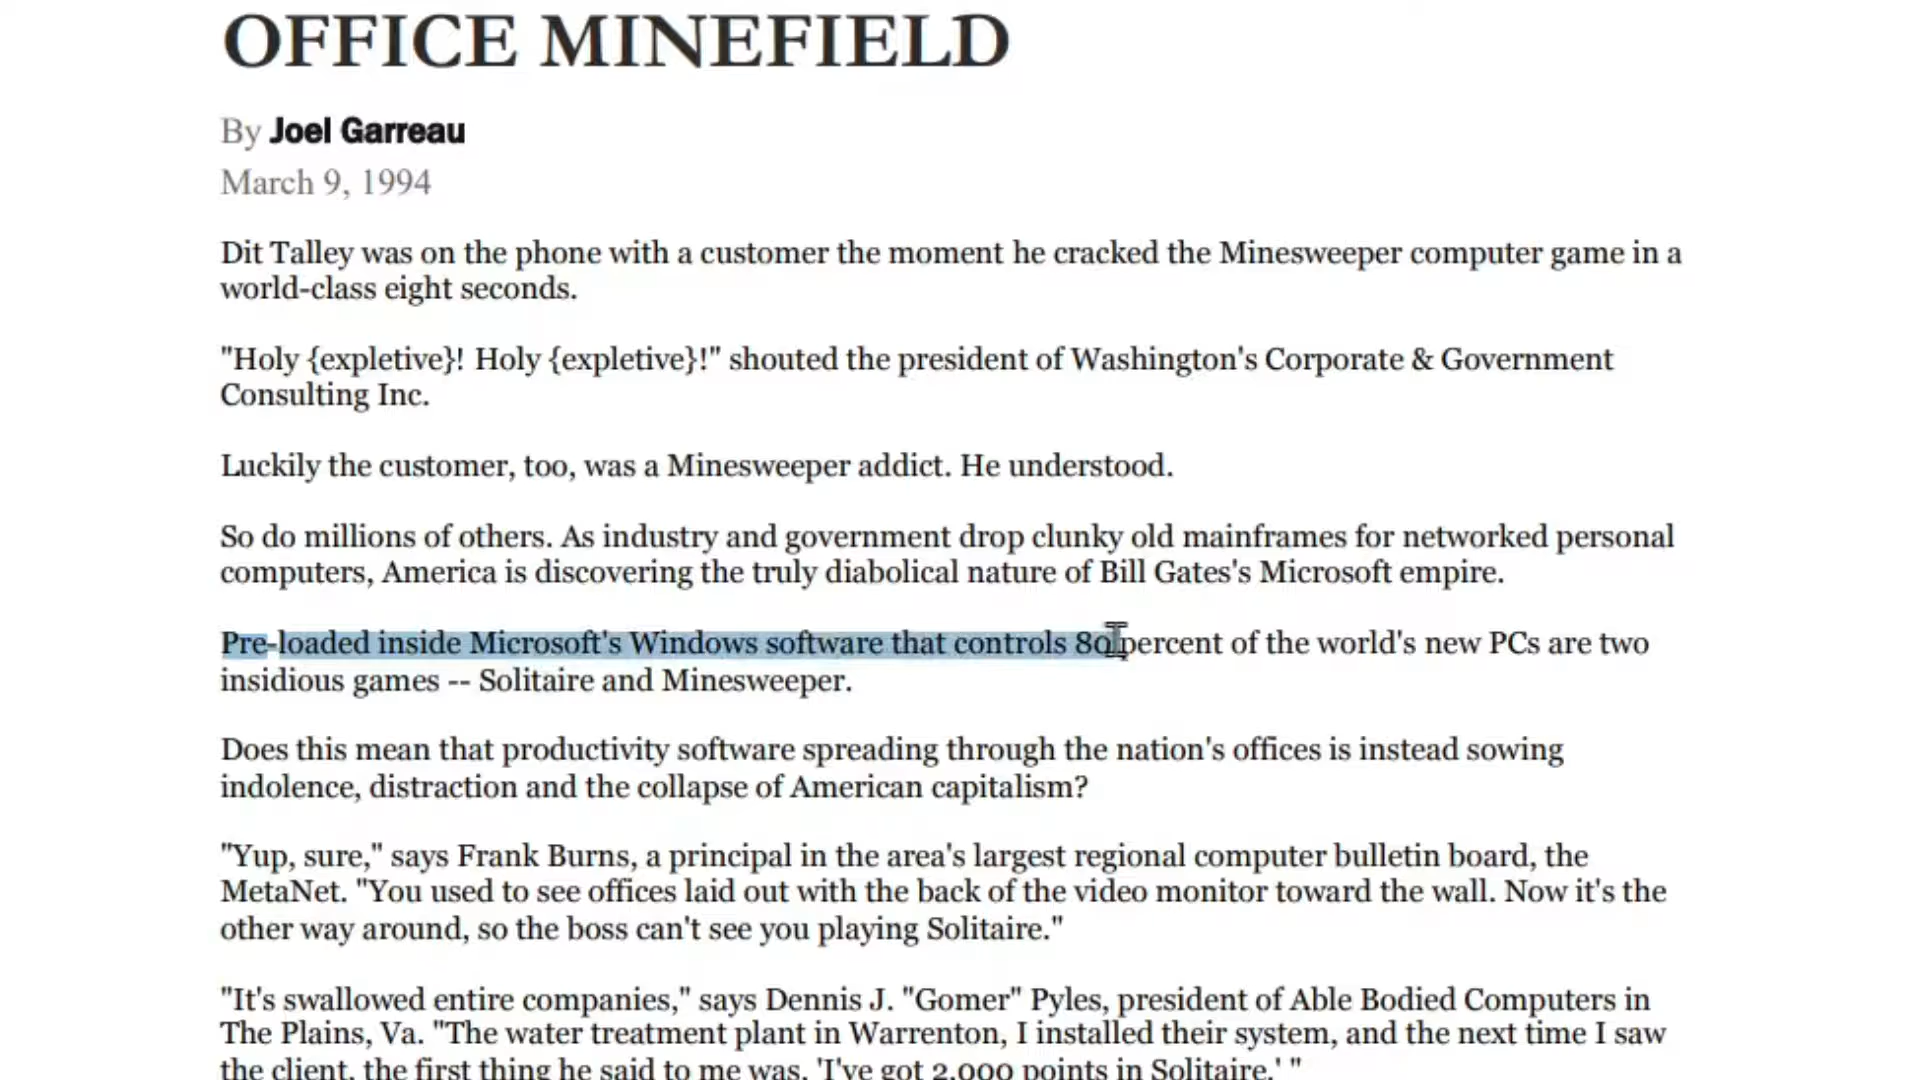 OFFICE MINEFIELD
By Joel Garreau
March 9, 1994
Dit Talley was on the phone with a customer the moment he cracked the Minesweeper computer game in a
world-class eight seconds.
"Holy {expletive}! Holy {expletive}!" shouted the president of Washington's Corporate & Government
Consulting Inc.
Luckily the customer, too, was a Minesweeper addict. He understood.
So do millions of others. As industry and government drop clunky old mainframes for networked personal
computers, America is discovering the truly diabolical nature of Bill Gates's Microsoft empire.
Pre-loaded inside Microsoft's Windows software that controls 80 percent of the world's new PCs are two
insidious games -- Solitaire and Minesweeper.
Does this mean that productivity software spreading through the nation's offices is instead sowing
indolence, distraction and the collapse of American capitalism?
"Yup, sure," says Frank Burns, a principal in the area's largest regional computer bulletin board, the
MetaNet. "You used to see offices laid out with the back of the video monitor toward the wall. Now it's the
other way around, so the boss can't see you playing Solitaire."
"It's swallowed entire companies," says Dennis J. "Gomer" Pyles, president of Able Bodied Computers in
The Plains, Va. "The water treatment plant in Warrenton, I installed their system, and the next time I saw
the client, the first thing he said to me was, 'I've got 2,000 points in Solitaire.' "